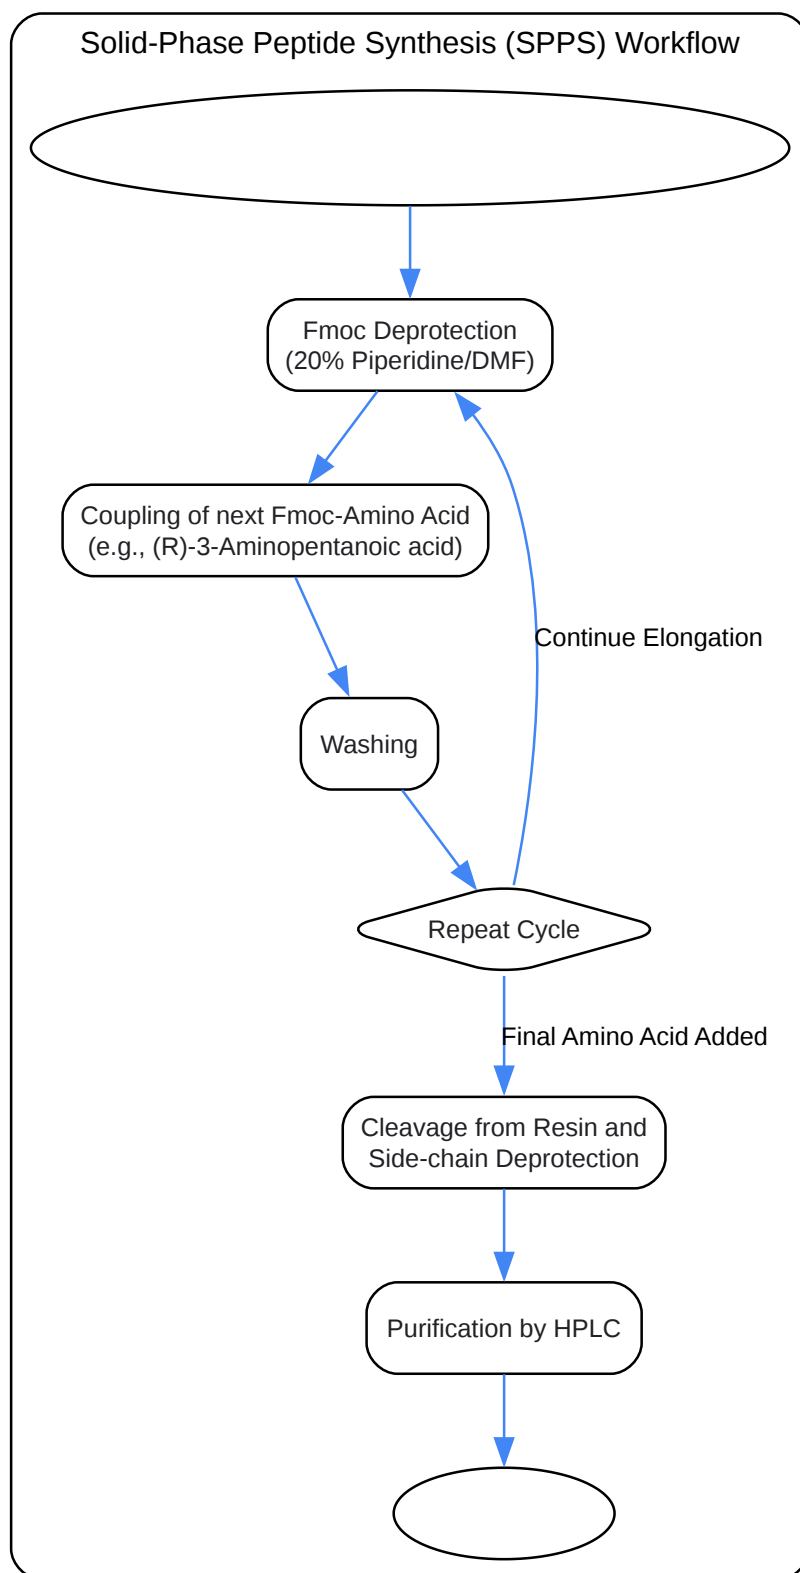 Solid-Phase Peptide Synthesis (SPPS) Workflow
Fmoc Deprotection
(20% Piperidine/DMF)
Coupling of next Fmoc-Amino Acid
(e.g., (R)-3-Aminopentanoic acid)
Continue Elongation
Washing
Repeat Cycle
Final Amino Acid Added
Cleavage from Resin and
Side-chain Deprotection
Purification by HPLC